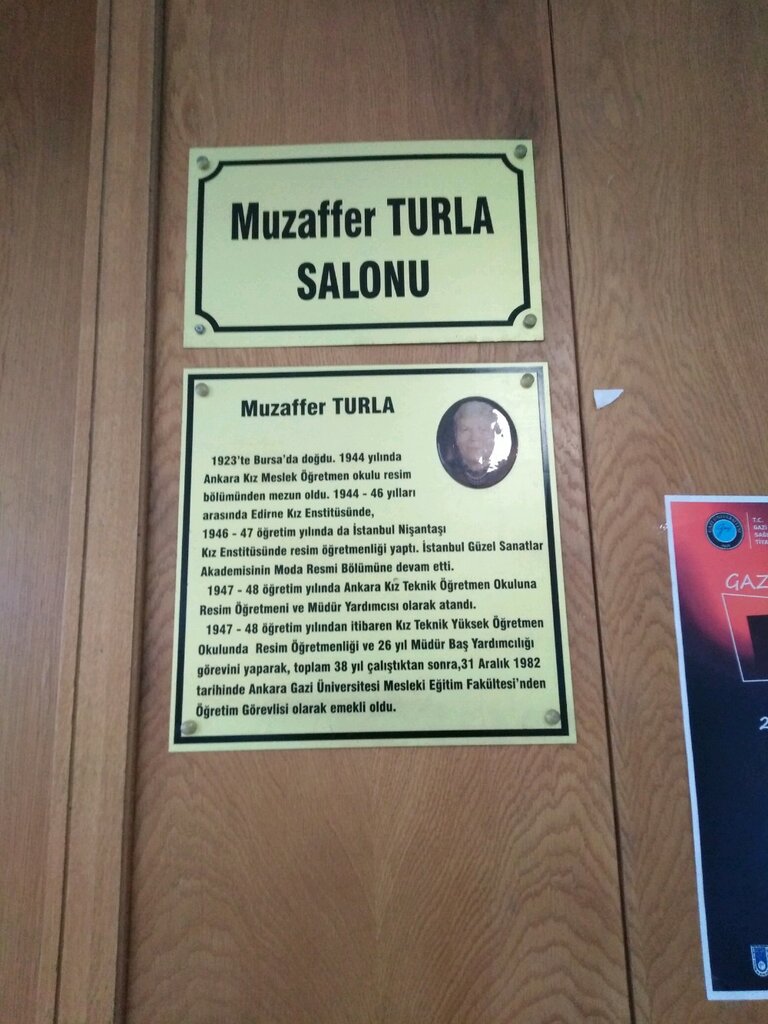 Muzaffer TURLA
SALONU
Muzaffer TURLA
1923'te Bursa'da doğdu. 1944 yılında
Ankara Kız Meslek Öğretmen okulu resim
bölümünden mezun oldu. 1944 - 46 yılları
arasında Edirne Kız Enstitüsünde,
1946 - 47 öğretim yılında da İstanbul Nişantaşı
Kız Enstitüsünde resim öğretmenliği yaptı. İstanbul Güzel Sanatlar
Akademisinin Moda Resmi Bölümüne devam etti.
1947 - 48 öğretim yılında Ankara Kız Teknik Öğretmen Okuluna
Resim Öğretmeni ve Müdür Yardımcısı olarak atandı.
1947 - 48 öğretim yılından itibaren Kız Teknik Yüksek Öğretmen
Okulunda Resim Öğretmenliği ve 26 yıl Müdür Baş Yardımcılığı
görevini yaparak, toplam 38 yıl çalıştıktan sonra,31 Aralık 1982
tarihinde Ankara Gazi Üniversitesi Mesleki Eğitim Fakültesi'nden
Öğretim Görevlisi olarak emekli oldu.
T.C.
GAZİ
GAZ
2